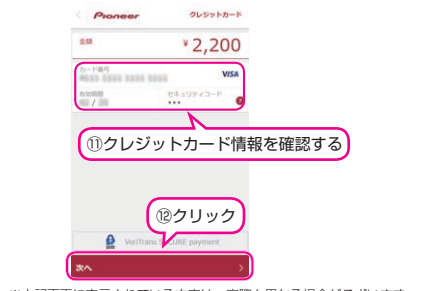 Pioneer クレジットカード
金額 ¥ 2,200
カード番号
VISA
有効期限 セキュリティコード
/ •••
⑪クレジットカード情報を確認する
⑫クリック
VeriTrans SECURE payment
次へ